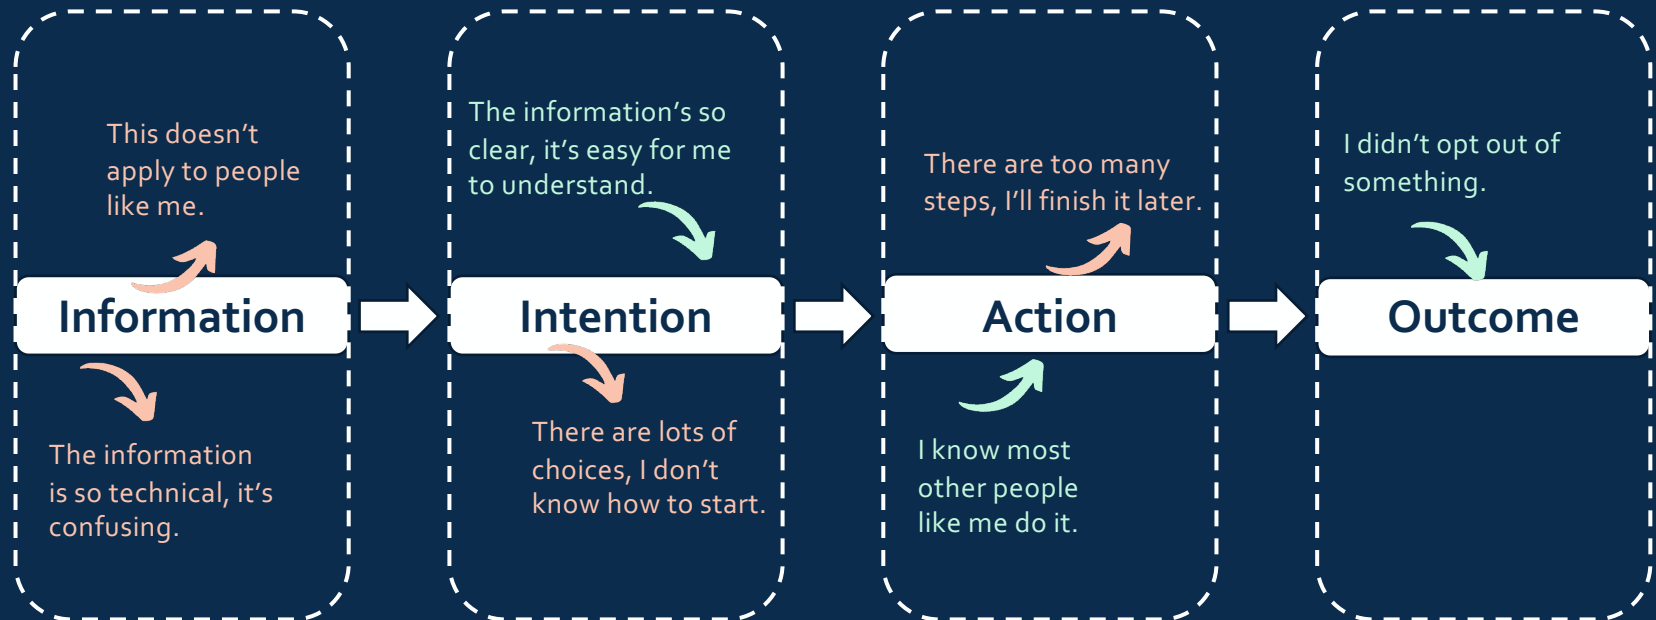 This doesn’t
apply to people
like me.
Information
The information
is so technical, it’s
confusing.
The information’s so
clear, it’s easy for me
to understand.
Intention
There are lots of
choices, I don’t
know how to start.
There are too many
steps, I’ll finish it later.
Action
I know most
other people
like me do it.
I didn’t opt out of
something.
Outcome